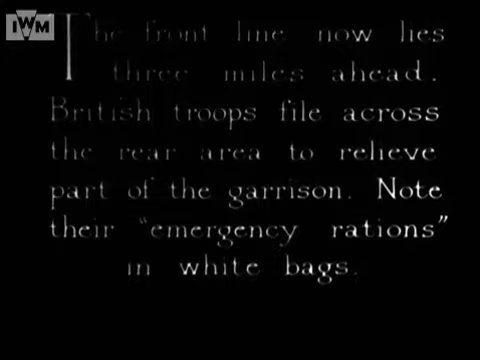 IWM
The front line now lies
three miles ahead.
British troops file across
the rear area to relieve
part of the garrison. Note
their "emergency rations"
in white bags.